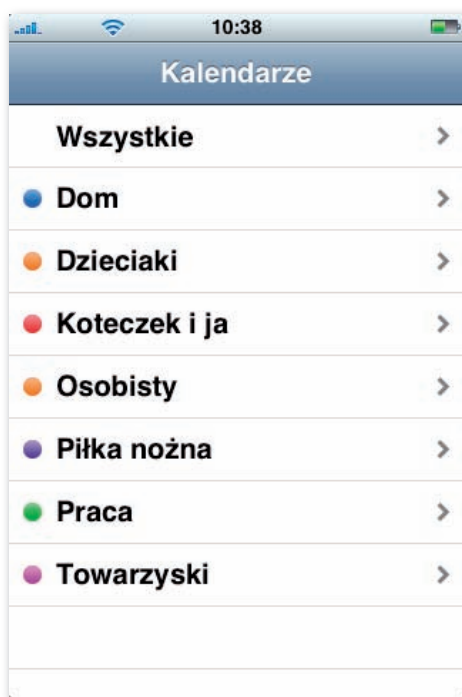 10:38
Kalendarze
Wszystkie
Dom
Dzieciaki
Koteczek i ja
Osobisty
Piłka nożna
Praca
Towarzyski